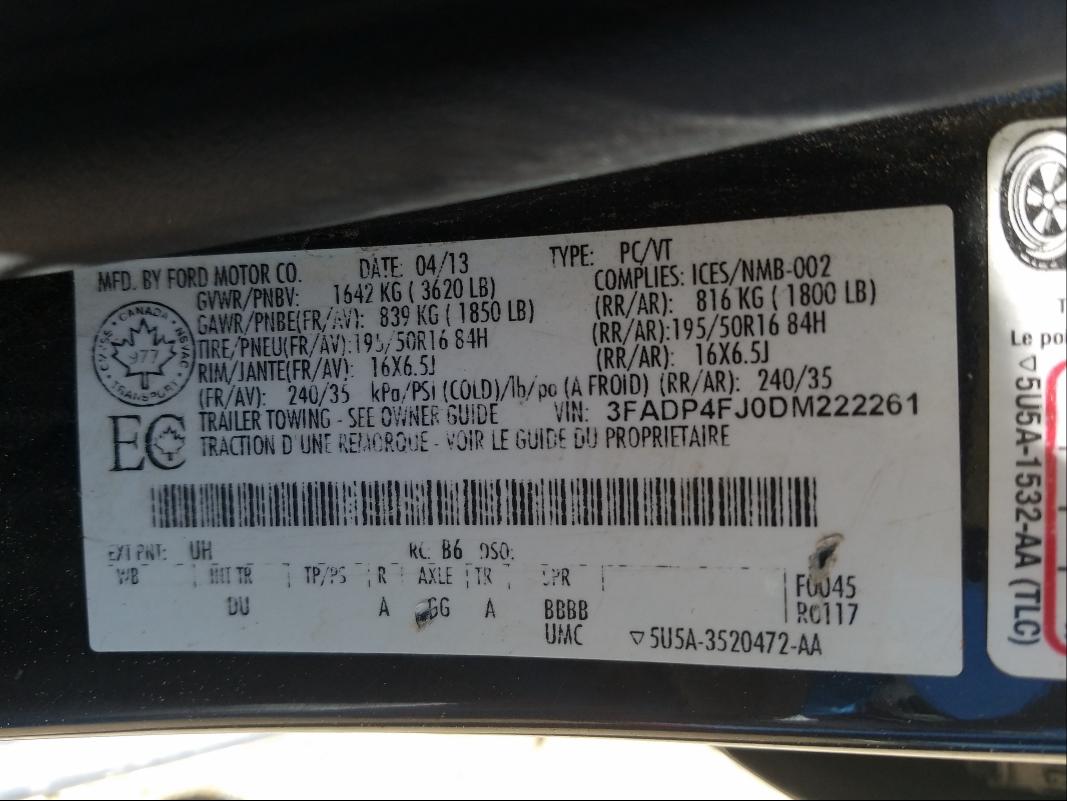 MFD. BY FORD MOTOR CO. DATE: 04/13 TYPE: PC/VT
GVWR/PNBV: 1642 KG ( 3620 LB) COMPLIES: ICES/NMB-002
GAWR/PNBE(FR/AV): 839 KG ( 1850 LB) (RR/AR): 816 KG ( 1800 LB)
TIRE/PNEU(FR/AV): 195/50R16 84H (RR/AR): 195/50R16 84H
RIM/JANTE(FR/AV): 16X6.5J (RR/AR): 16X6.5J
(FR/AV): 240/35 kPa/PSI (COLD)/lb/po (A FROID) (RR/AR): 240/35
TRAILER TOWING - SEE OWNER GUIDE VIN: 3FADP4FJ0DM222261
TRACTION D'UNE REMORQUE - VOIR LE GUIDE DU PROPRIETAIRE
CANADA
CMVSS NSVAC
977
TRANSPORT
EC
EXT PNT: UH RC: B6 DSO:
WB INT TR TP/PS R AXLE TR SPR
DU A GG A BBBB
UMC
F0045
R0117
▽5U5A-3520472-AA
Le poi
▽5U5A-1532-AA (TLC)